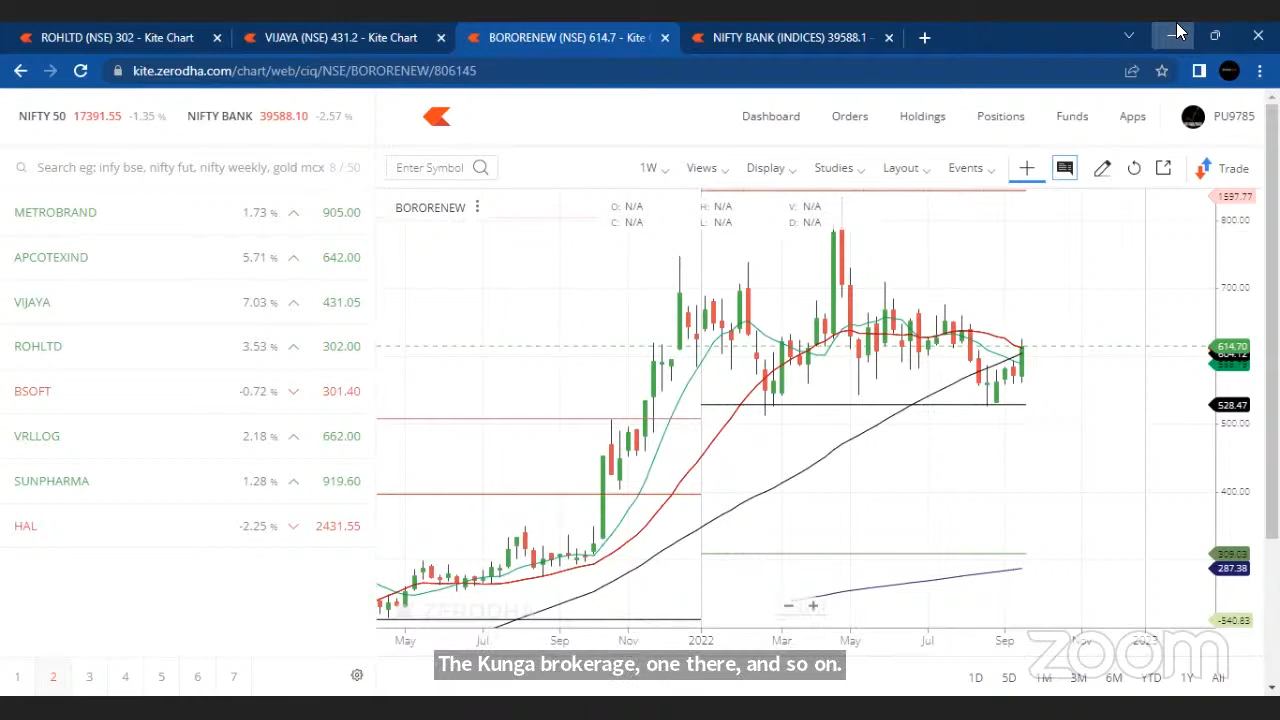 ROHLTD (NSE) 302 - Kite Chart
VIJAYA (NSE) 431.2 - Kite Chart
BORORENEW (NSE) 614.7 - Kite C
NIFTY BANK (INDICES) 39588.1 -
kite.zerodha.com/chart/web/ciq/NSE/BORORENEW/806145
NIFTY 50 17391.55 -1.35 % NIFTY BANK 39588.10 -2.57 %
Dashboard Orders Holdings Positions Funds Apps PU9785
Search eg: infy bse, nifty fut, nifty weekly, gold mcx 8 / 50
Enter Symbol 1W Views Display Studies Layout Events Trade
METROBRAND 1.73 % 905.00
APCOTEXIND 5.71 % 642.00
VIJAYA 7.03 % 431.05
ROHLTD 3.53 % 302.00
BSOFT -0.72 % 301.40
VRLLOG 2.18 % 662.00
SUNPHARMA 1.28 % 919.60
HAL -2.25 % 2431.55
1 2 3 4 5 6 7
BORORENEW
O: N/A H: N/A V: N/A
C: N/A L: N/A D: N/A
1597.77
800.00
700.00
614.70
528.47
500.00
400.00
309.03
287.38
-540.83
ZERODHA
May Jul Sep Nov 2022 Mar May Jul Sep Nov 2023
The Kunga brokerage, one there, and so on.
zoom
1D 5D 1M 3M 6M YTD 1Y All